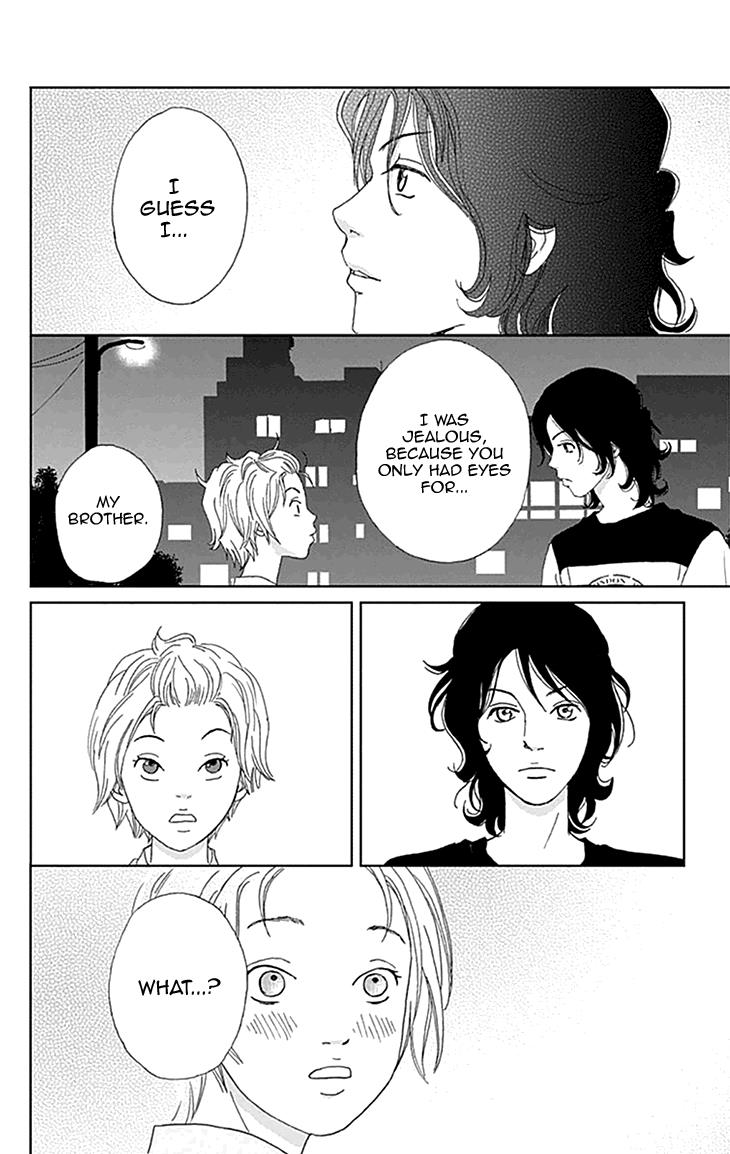 I
GUESS
I...
I WAS
JEALOUS,
BECAUSE YOU
ONLY HAD EYES
FOR...
MY
BROTHER.
WHAT...?